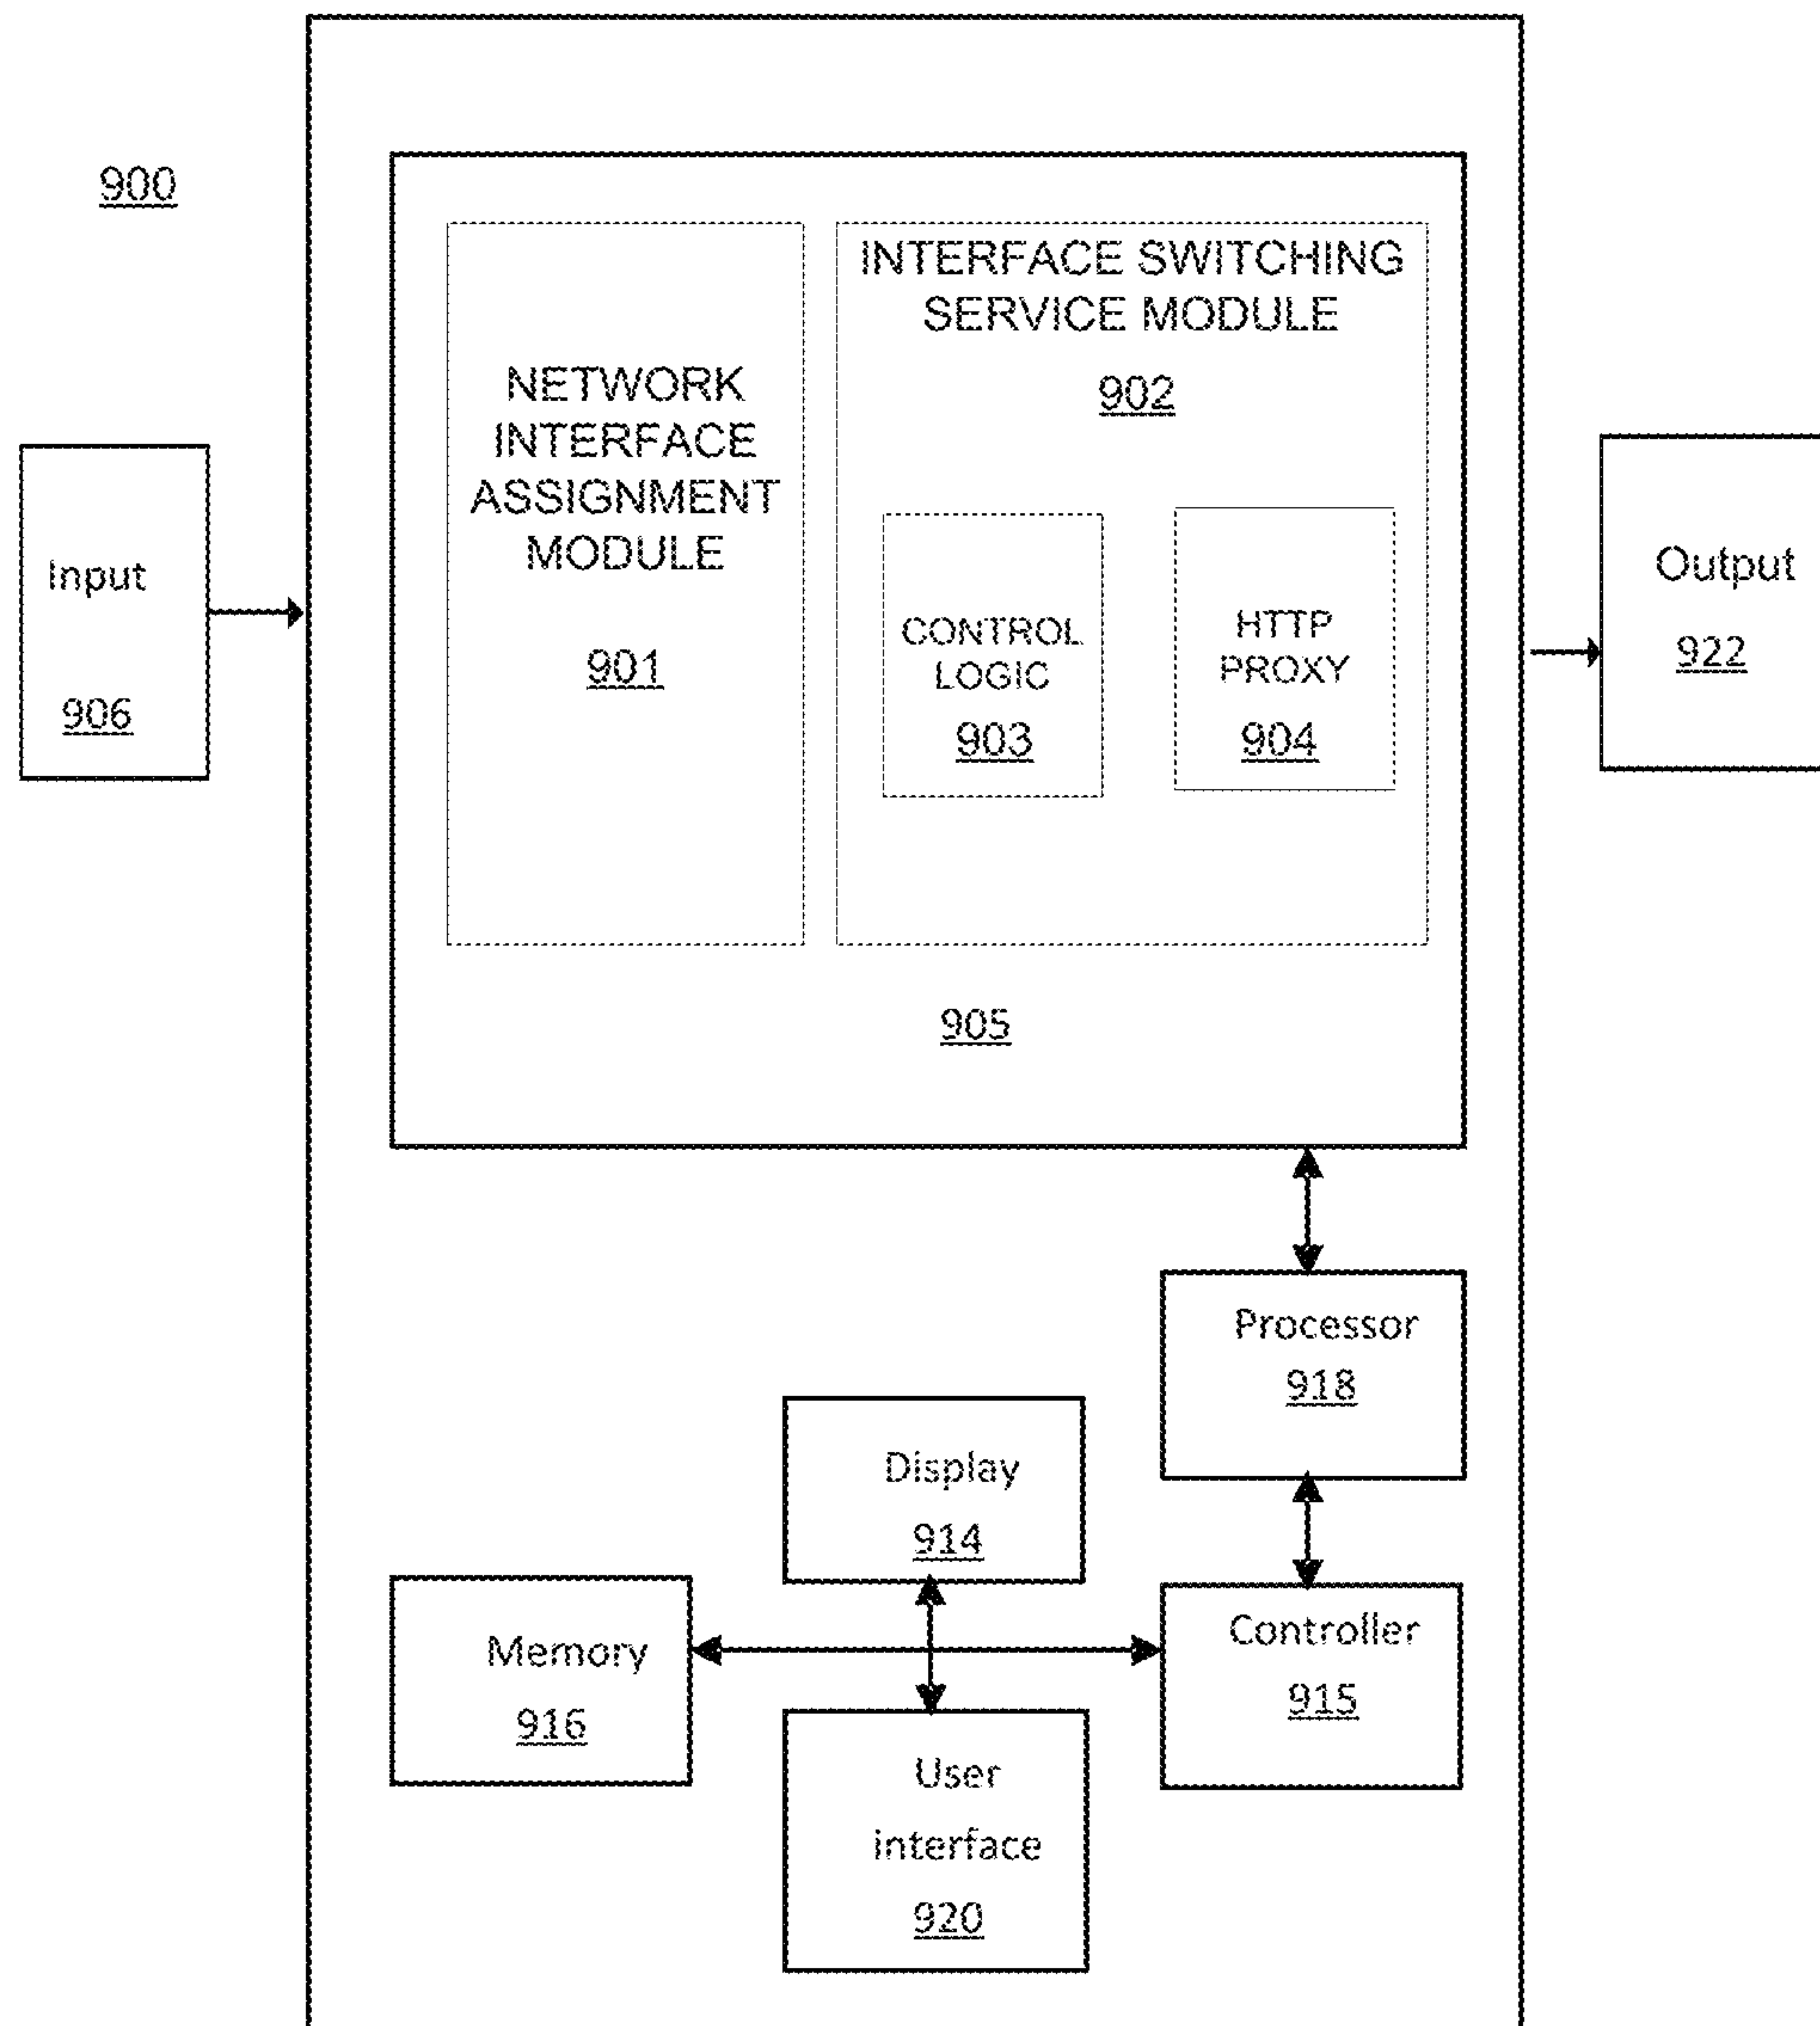 900
INTERFACE SWITCHING
SERVICE MODULE
902
NETWORK
INTERFACE
ASSIGNMENT
MODULE
901
Input
906
CONTROL
LOGIC
903
HTTP
PROXY
904
Output
922
905
Processor
918
Display
914
Memory
916
Controller
915
User
interface
920